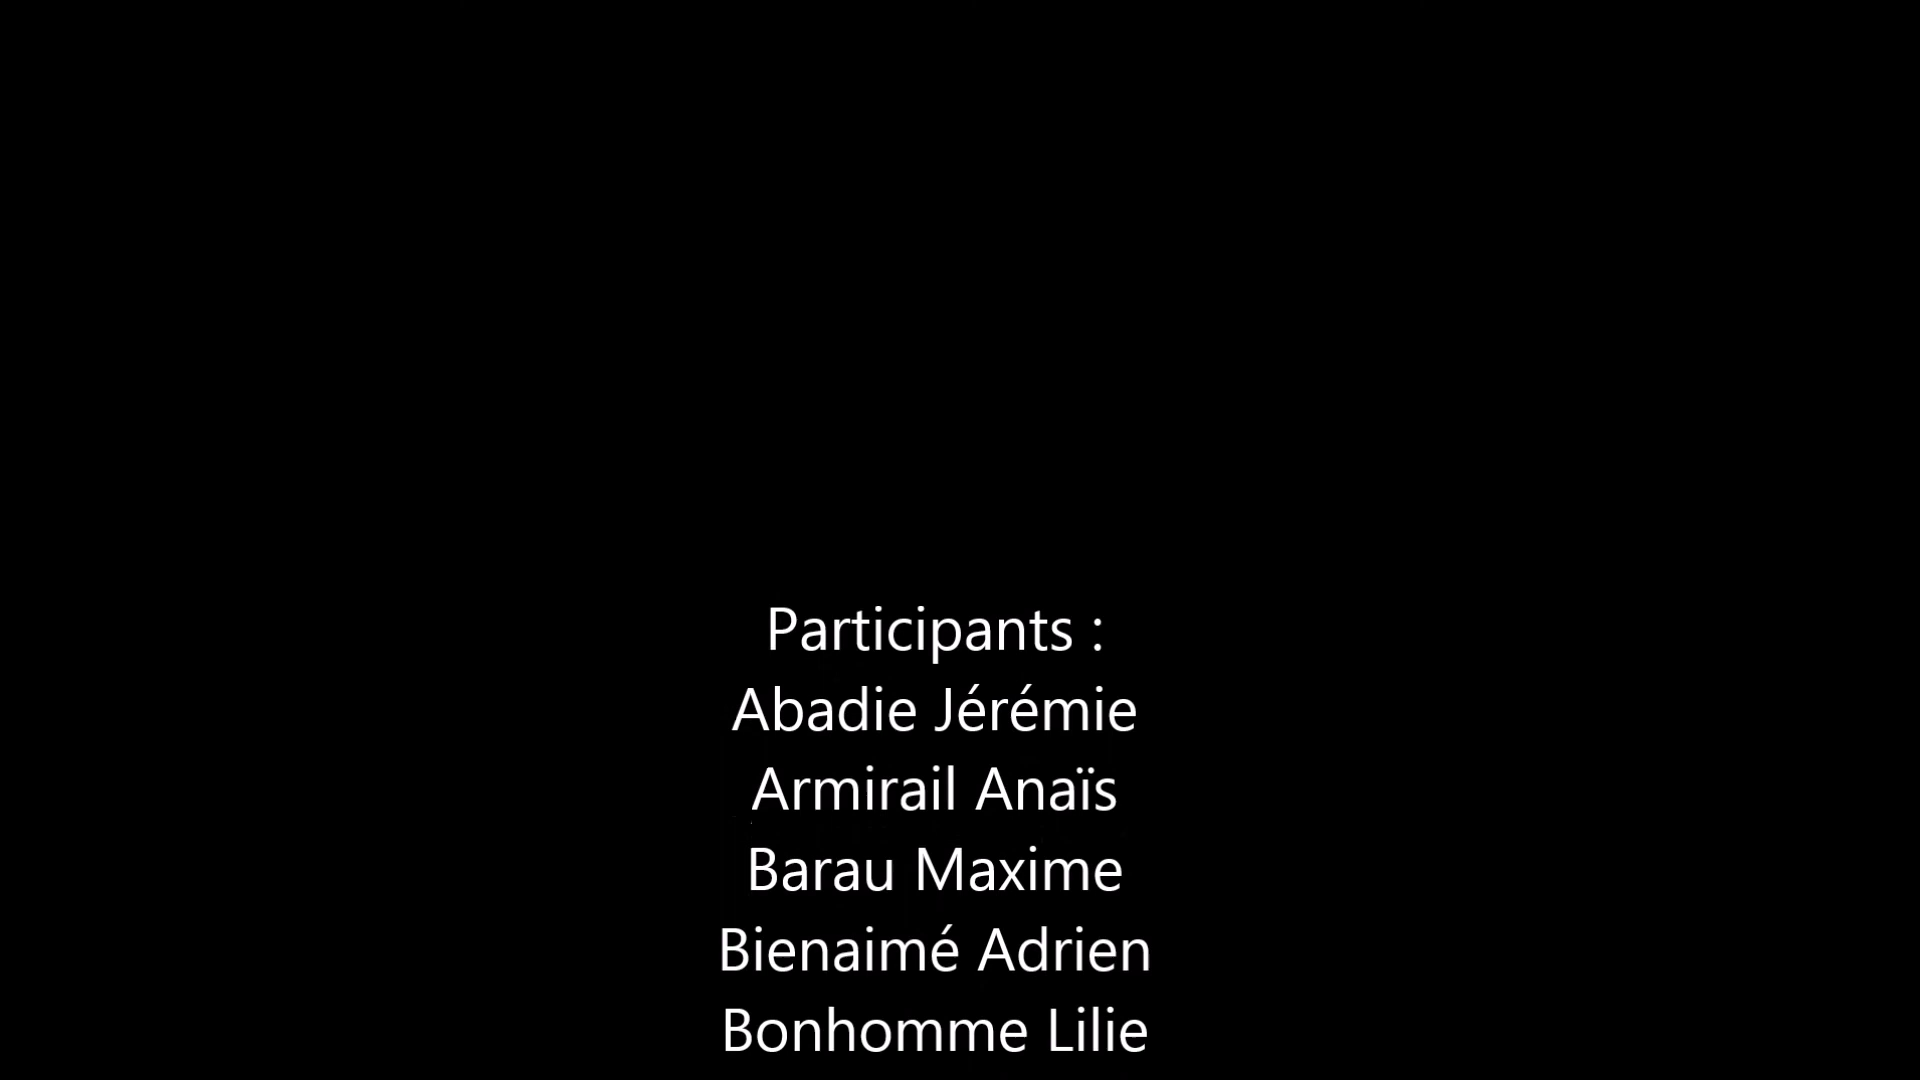 Participants :
Abadie Jérémie
Armirail Anaïs
Barau Maxime
Bienaimé Adrien
Bonhomme Lilie